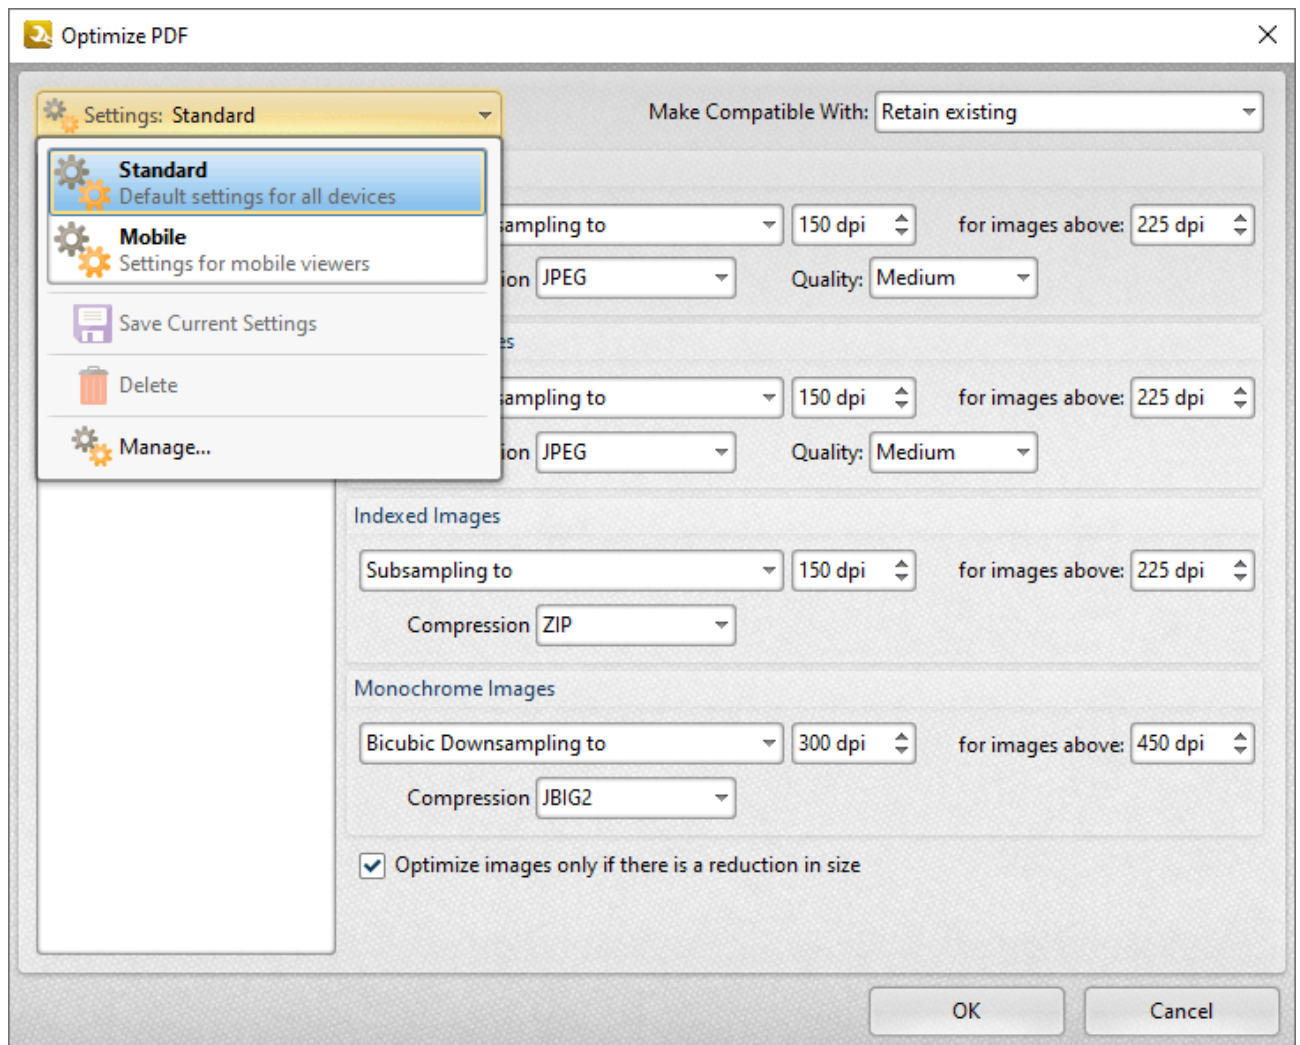 Optimize PDF
Settings: Standard
Make Compatible With: Retain existing
Standard
Default settings for all devices
Mobile
Settings for mobile viewers
Save Current Settings
Delete
Manage...
sampling to 150 dpi for images above: 225 dpi
ion JPEG Quality: Medium
es
sampling to 150 dpi for images above: 225 dpi
ion JPEG Quality: Medium
Indexed Images
Subsampling to 150 dpi for images above: 225 dpi
Compression ZIP
Monochrome Images
Bicubic Downsampling to 300 dpi for images above: 450 dpi
Compression JBIG2
Optimize images only if there is a reduction in size
OK Cancel